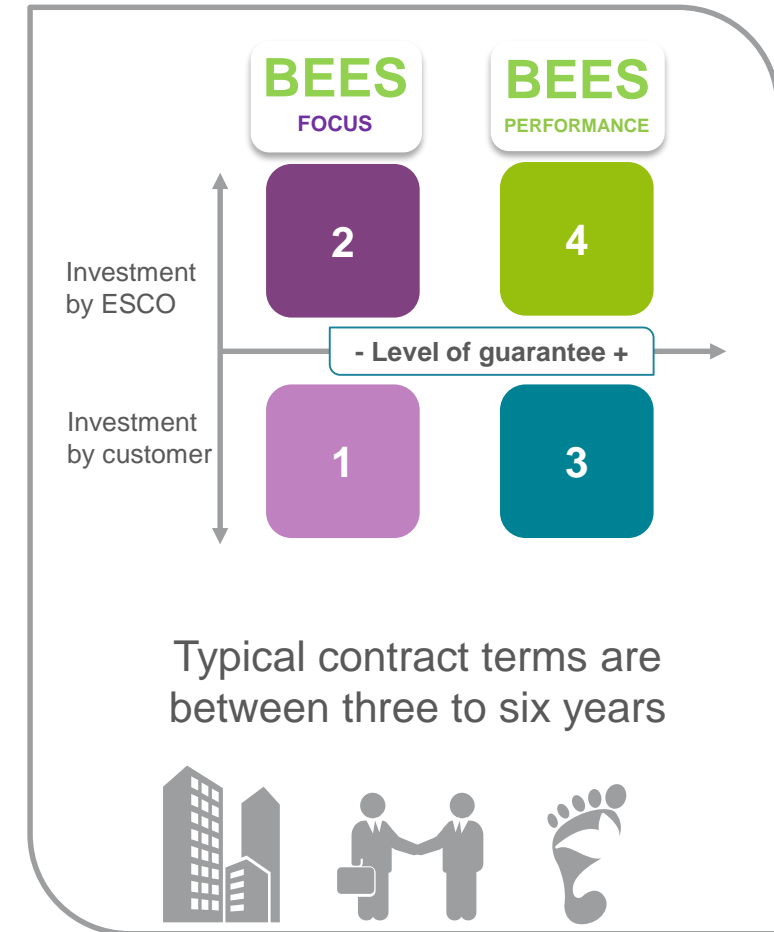 BEES
FOCUS
BEES
PERFORMANCE
2
4
Investment
by ESCO
- Level of guarantee +
Investment
by customer
1
3
Typical contract terms are
between three to six years